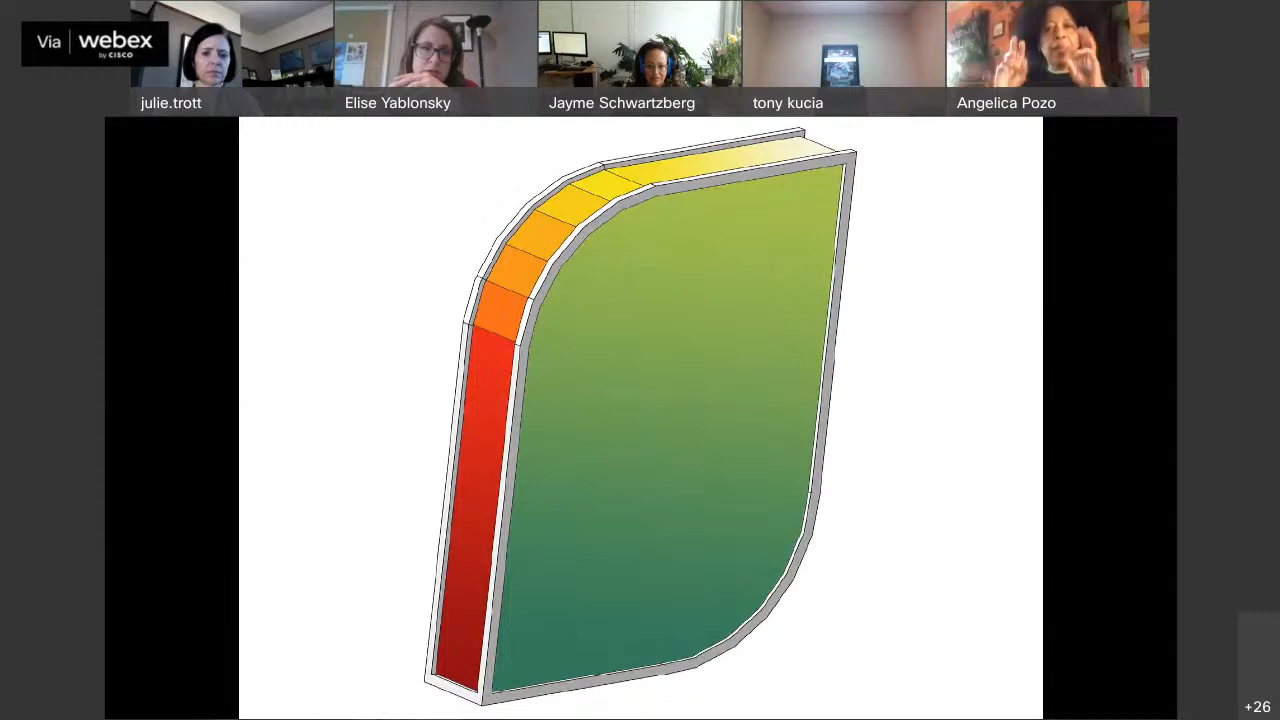 Via webex
by CISCO
julie.trott
Elise Yablonsky
Jayme Schwartzberg
tony kucia
Angelica Pozo
+26